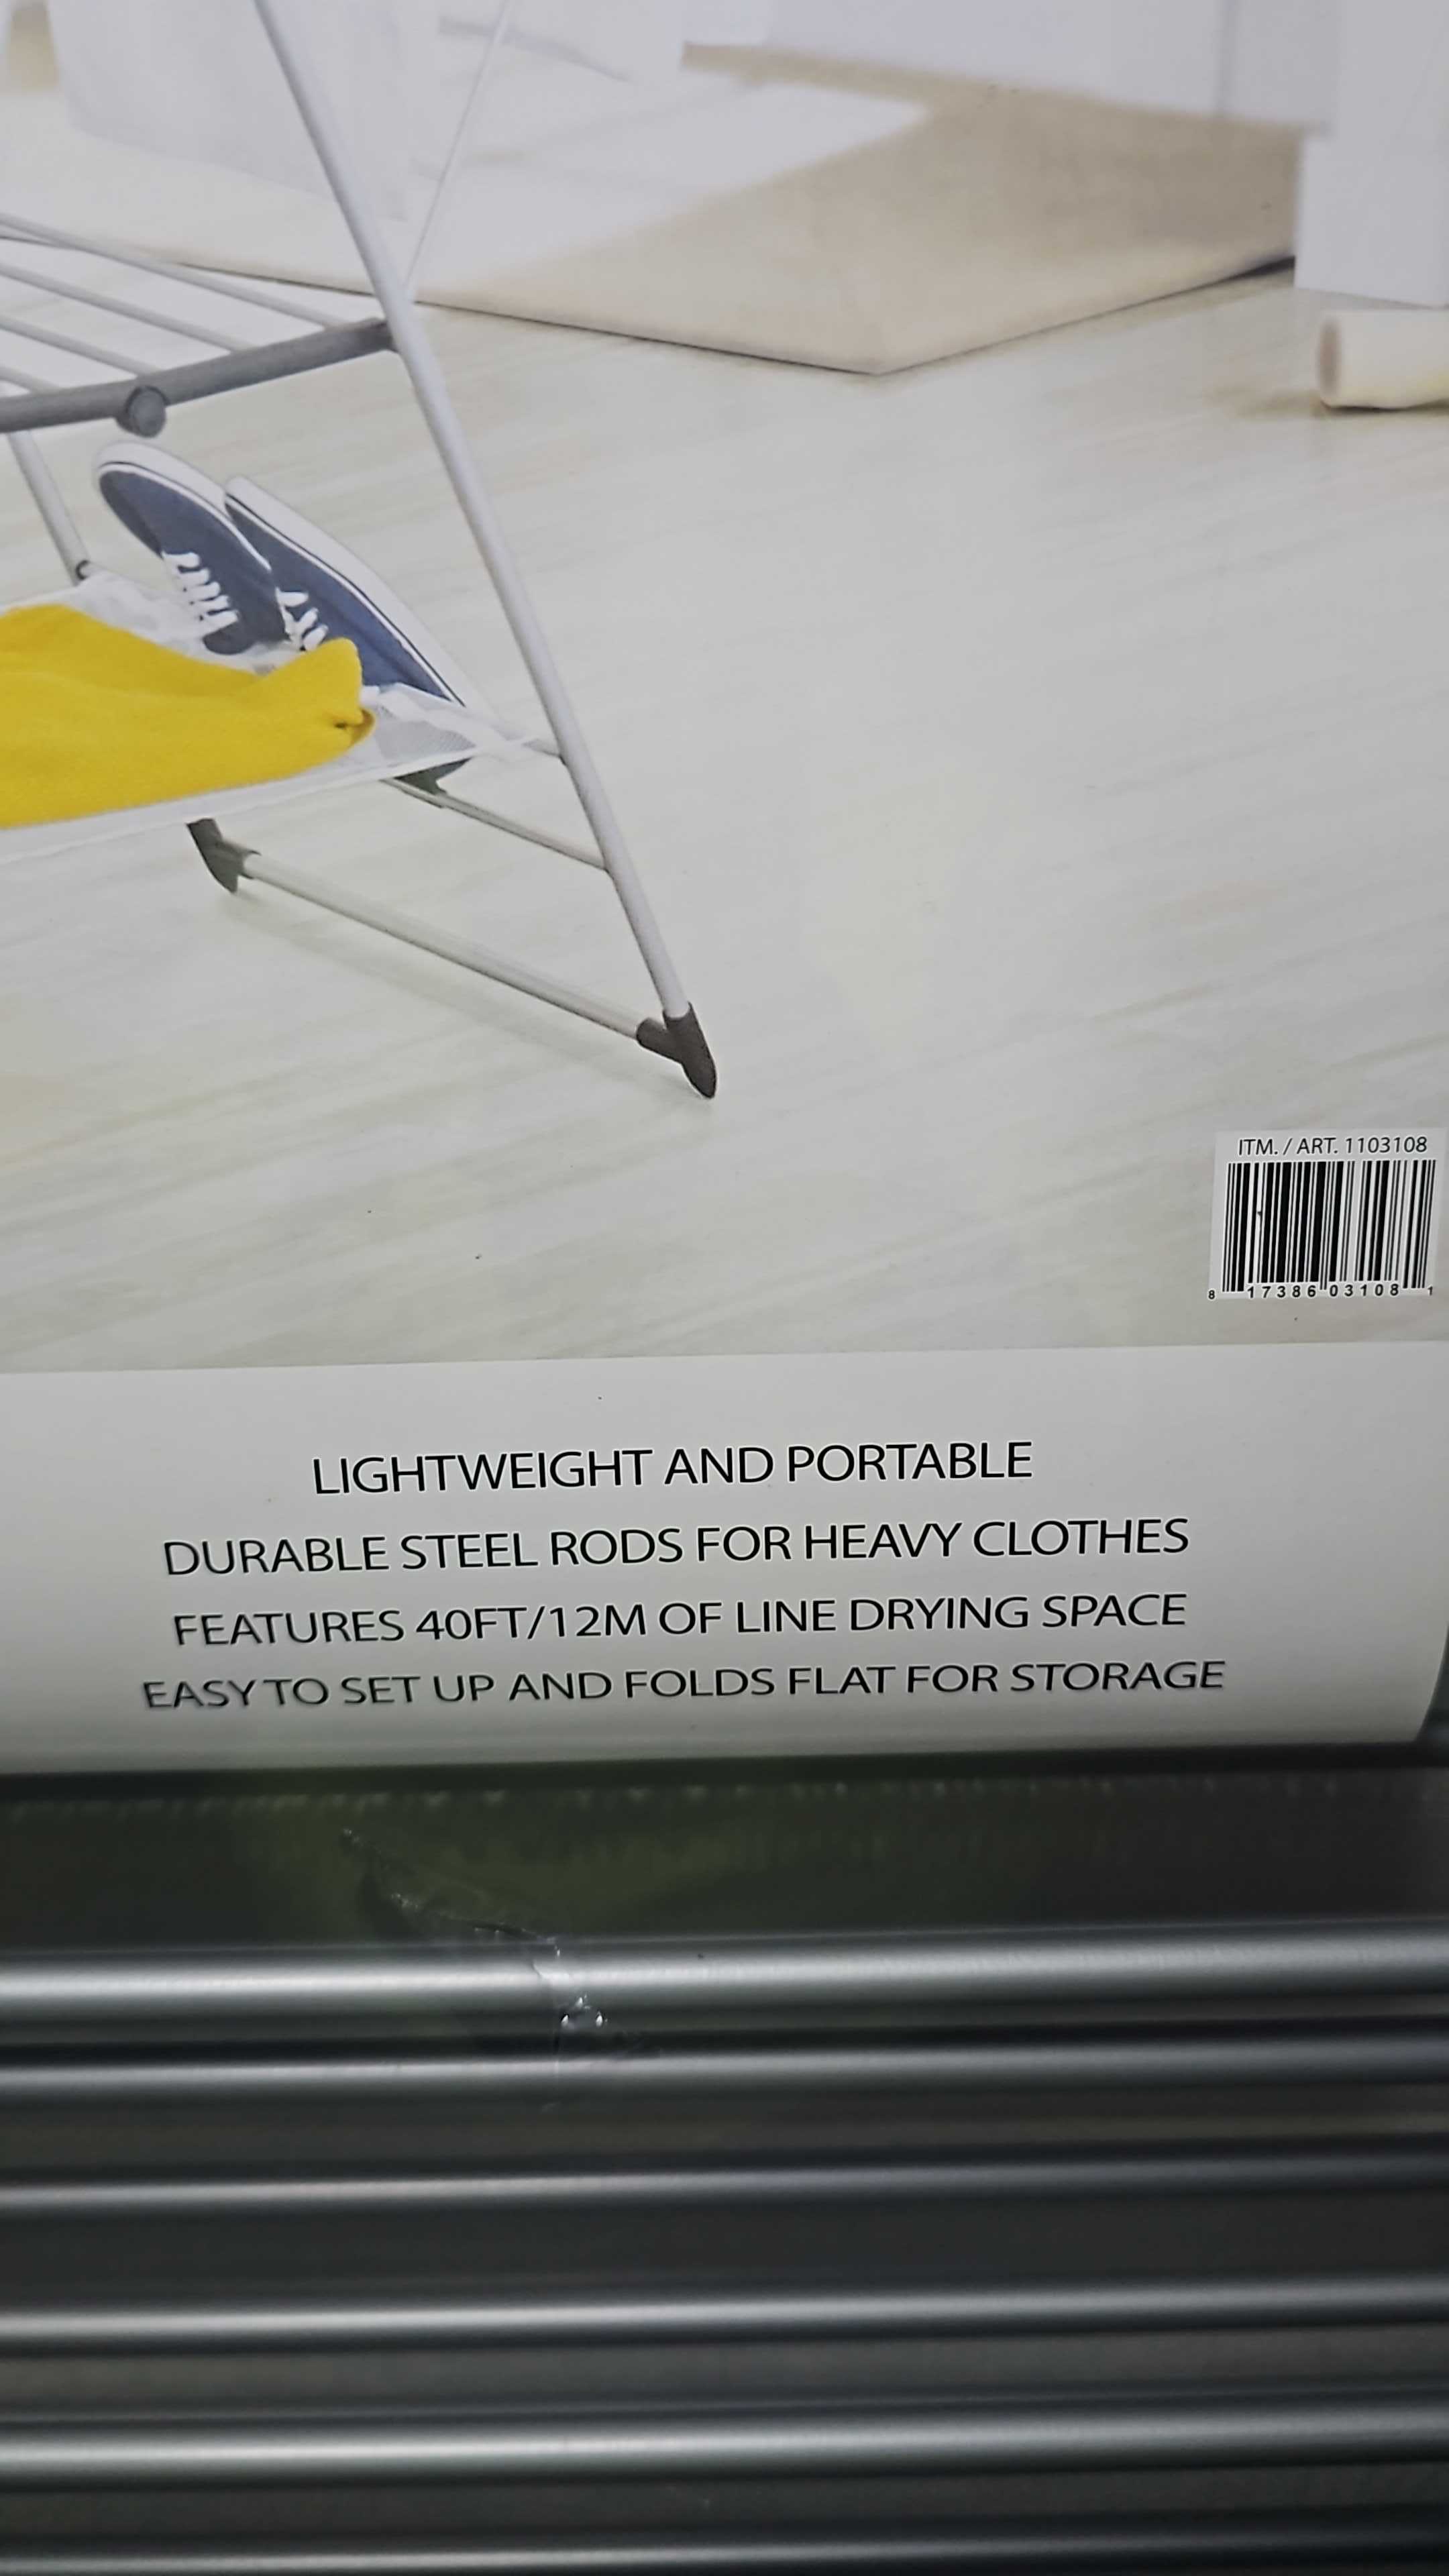 ITM. / ART. 1103108
8 17386 03108 1
LIGHTWEIGHT AND PORTABLE
DURABLE STEEL RODS FOR HEAVY CLOTHES
FEATURES 40FT/12M OF LINE DRYING SPACE
EASY TO SET UP AND FOLDS FLAT FOR STORAGE